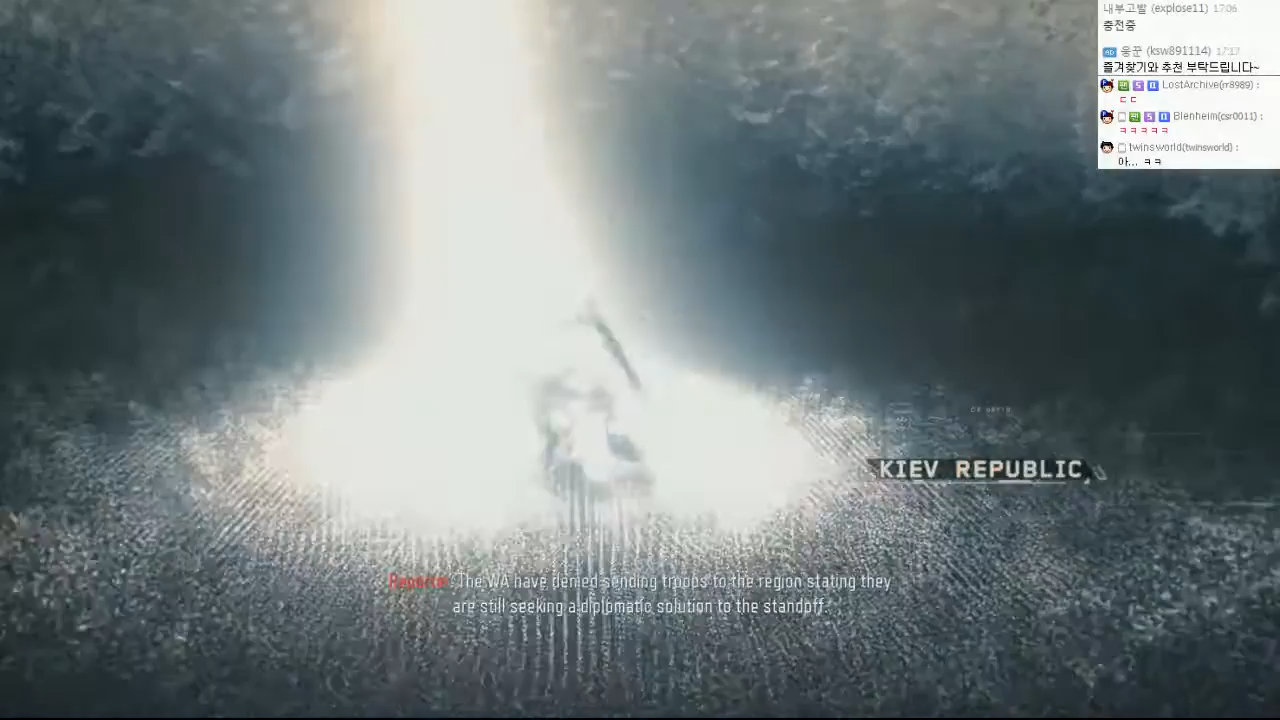 내부고발 (explose11) 17:06
충전중
웅꾼 (ksw891114) 17:17
즐겨찾기와 추천 부탁드립니다~
LostArchive(rr8989) :
ㄷㄷ
Blenheim(csr0011) :
ㅋㅋㅋㅋㅋ
twinsworld(twinsworld) :
아... ㅋㅋ
KIEV REPUBLIC
Reporter: The WA have denied sending troops to the region stating they
are still seeking a diplomatic solution to the standoff.